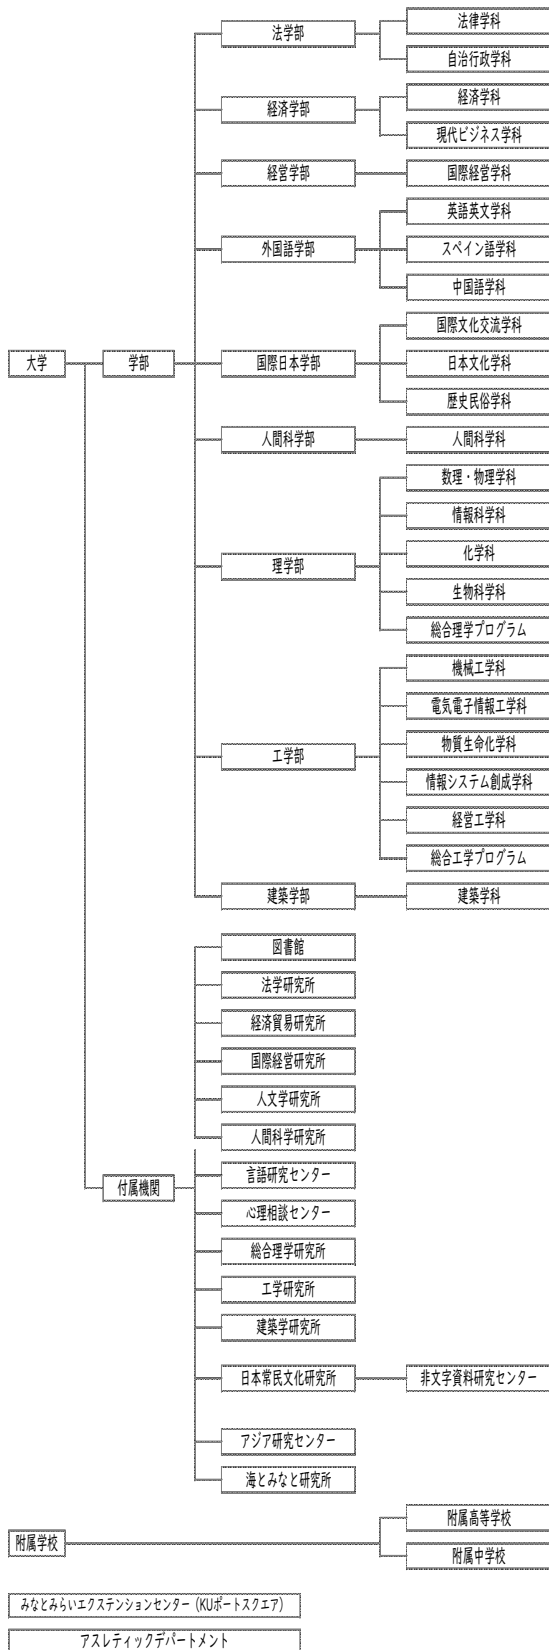 法学部
法律学科
自治行政学科
経済学部
経済学科
現代ビジネス学科
経営学部
国際経営学科
外国語学部
英語英文学科
スペイン語学科
中国語学科
大学
学部
国際日本学部
国際文化交流学科
日本文化学科
歴史民俗学科
人間科学部
人間科学科
理学部
数理・物理学科
情報科学科
化学科
生物科学科
総合理学プログラム
工学部
機械工学科
電気電子情報工学科
物質生命化学科
情報システム創成学科
経営工学科
総合工学プログラム
建築学部
建築学科
付属機関
図書館
法学研究所
経済貿易研究所
国際経営研究所
人文学研究所
人間科学研究所
言語研究センター
心理相談センター
総合理学研究所
工学研究所
建築学研究所
日本常民文化研究所
非文字資料研究センター
アジア研究センター
海とみなと研究所
附属学校
附属高等学校
附属中学校
みなとみらいエクステンションセンター (KUポートスクエア)
アスレティックデパートメント